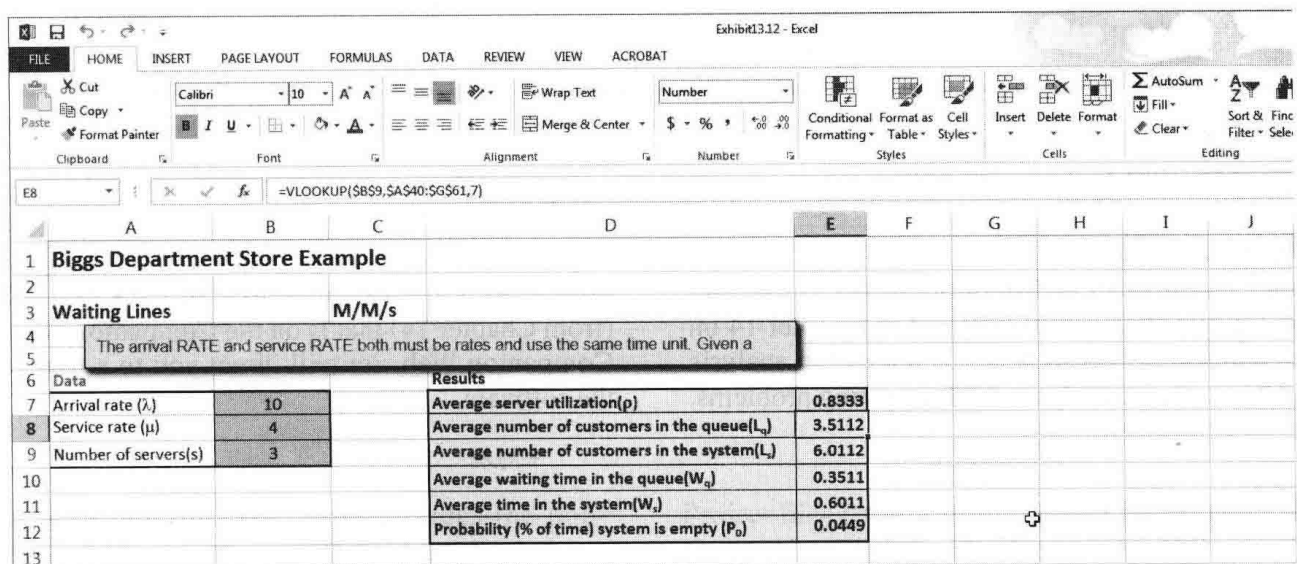 Exhibit13.12 - Excel
FILE HOME INSERT PAGE LAYOUT FORMULAS DATA REVIEW VIEW ACROBAT
Paste
Cut
Copy
Format Painter
Clipboard
Calibri 10 A A
B I U A
Font
Wrap Text
Merge & Center
Alignment
Number
$ % , .0 .00 .00 .0
Number
Conditional Formatting
Format as Table
Cell Styles
Styles
Insert Delete Format
Cells
AutoSum
Fill
Clear
Sort & Filter
Editing
E8 fx =VLOOKUP($B$9,$A$40:$G$61,7)
A B C D E F G H I J
1 Biggs Department Store Example
2
3 Waiting Lines M/M/s
4 The arrival RATE and service RATE both must be rates and use the same time unit. Given a
5
6 Data Results
7 Arrival rate (λ) 10 Average server utilization(ρ) 0.8333
8 Service rate (μ) 4 Average number of customers in the queue(Lq) 3.5112
9 Number of servers(s) 3 Average number of customers in the system(Ls) 6.0112
10 Average waiting time in the queue(Wq) 0.3511
11 Average time in the system(Ws) 0.6011
12 Probability (% of time) system is empty (P₀) 0.0449
13